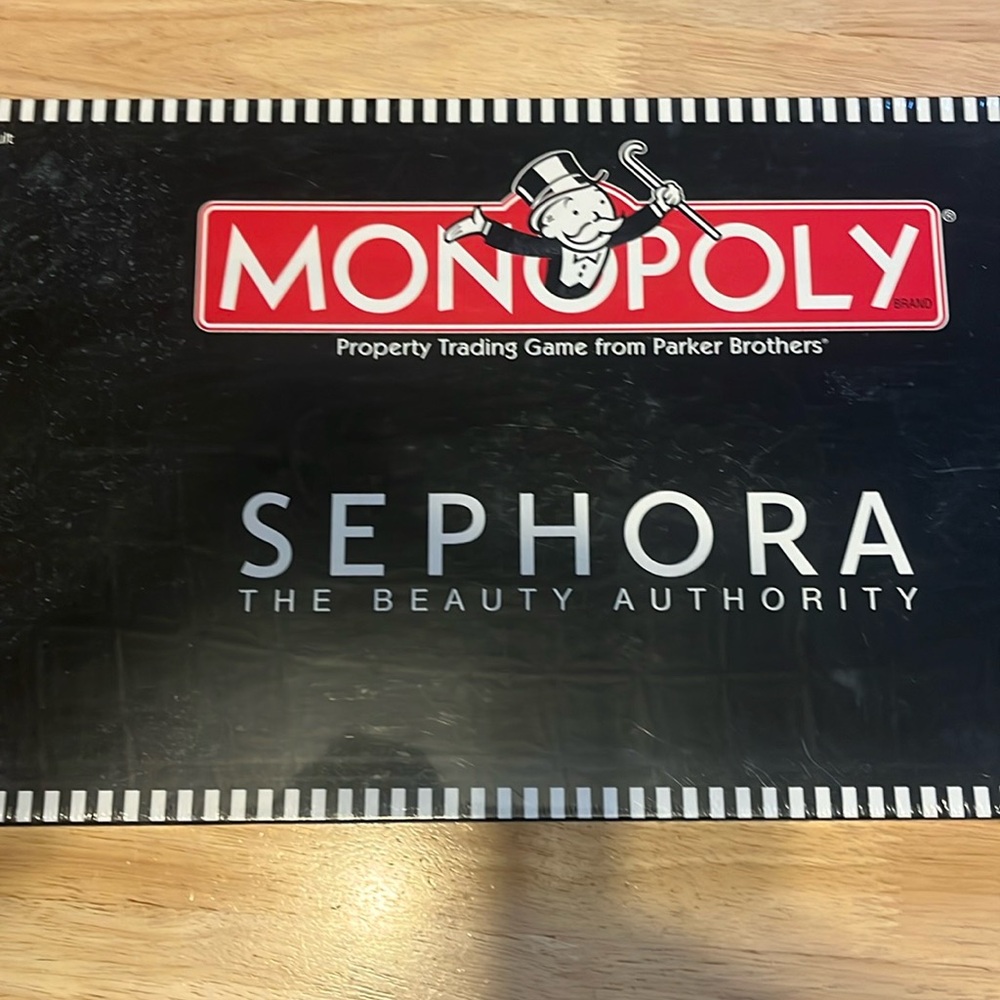 MONOPOLY®
BRAND
Property Trading Game from Parker Brothers®
SEPHORA
THE BEAUTY AUTHORITY